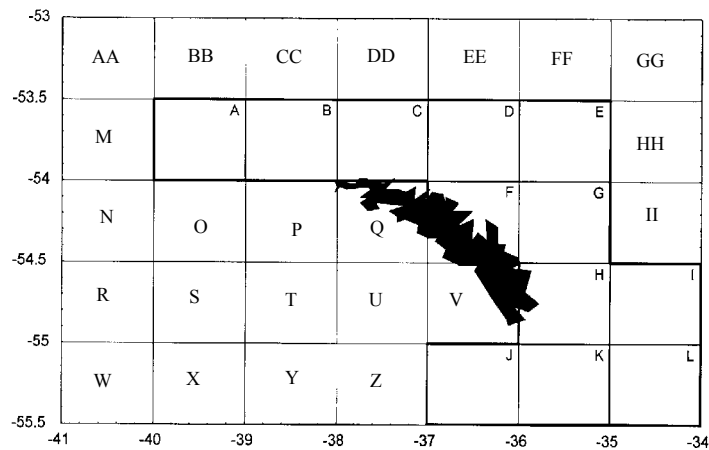 -53
AA BB CC DD EE FF GG
-53.5
A B C D E
M HH
-54
F G
N O P Q II
-54.5
H I
R S T U V
-55
J K L
W X Y Z
-55.5
-41 -40 -39 -38 -37 -36 -35 -34